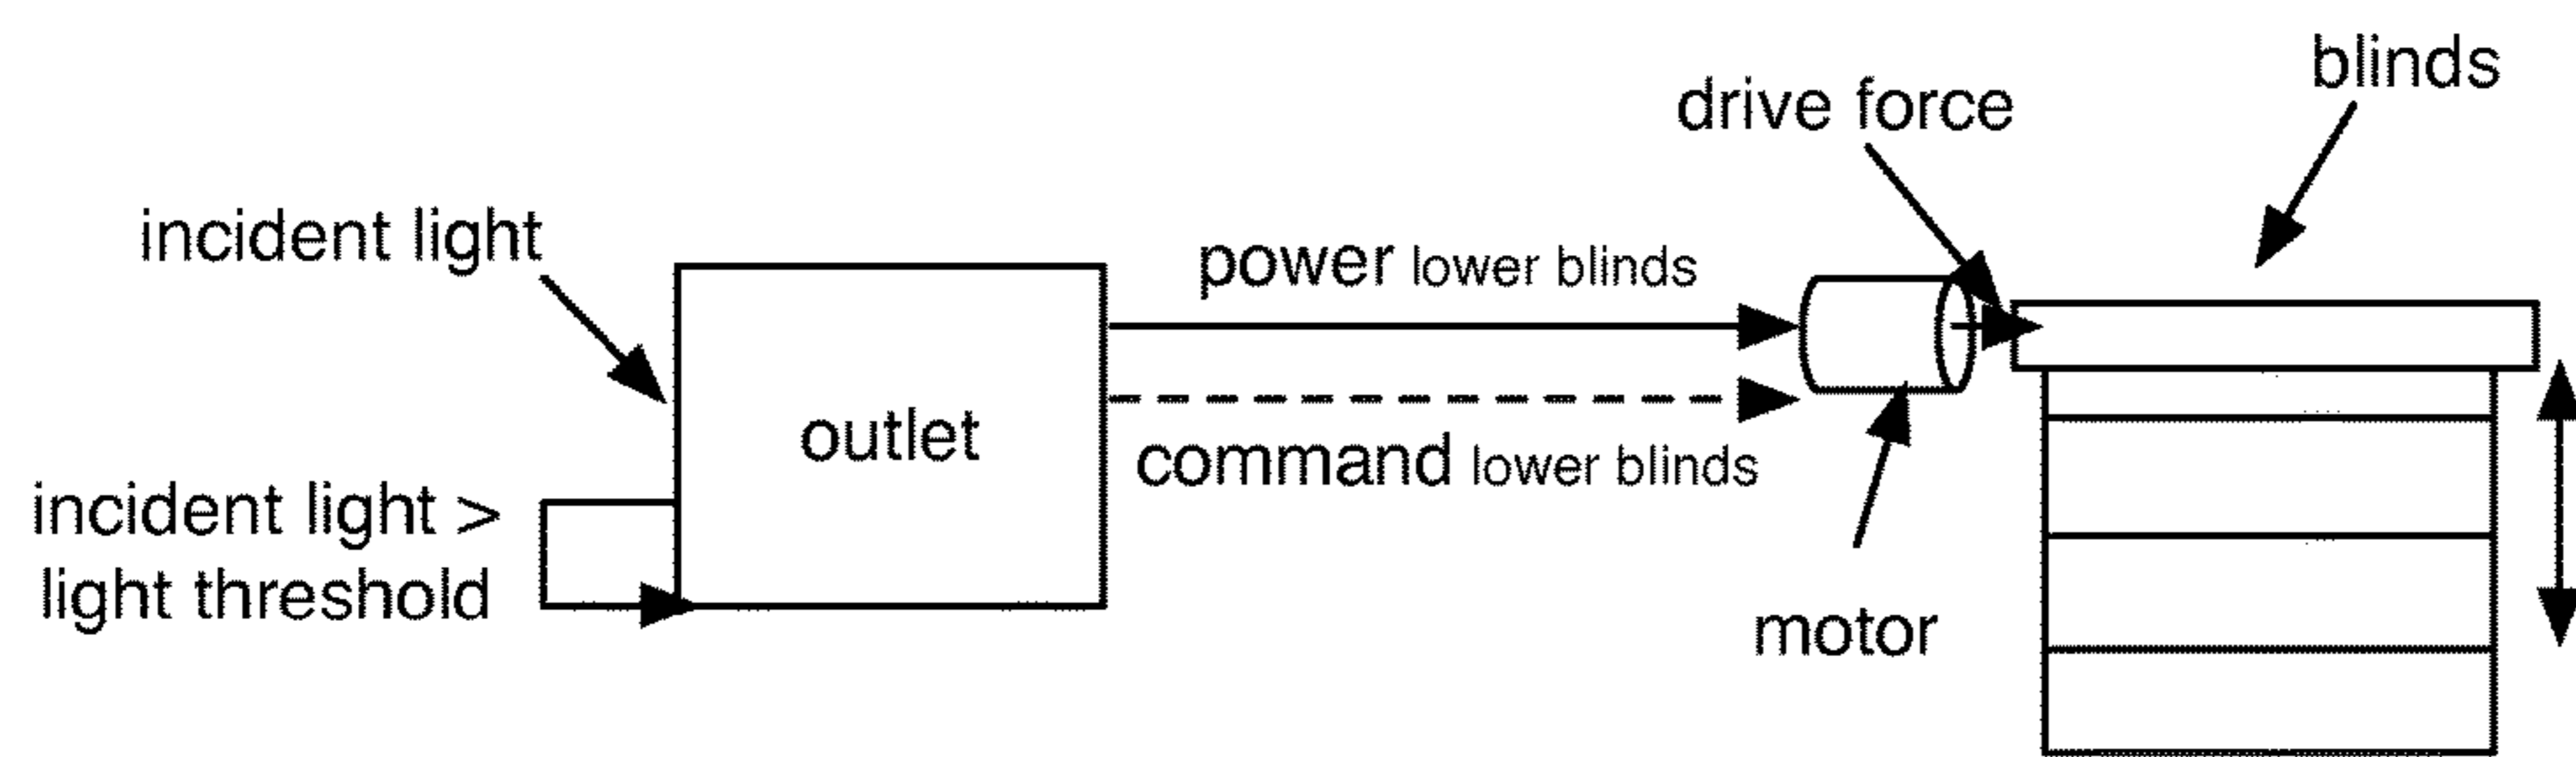 blinds
drive force
incident light
power lower blinds
outlet
command lower blinds
incident light >
light threshold
motor